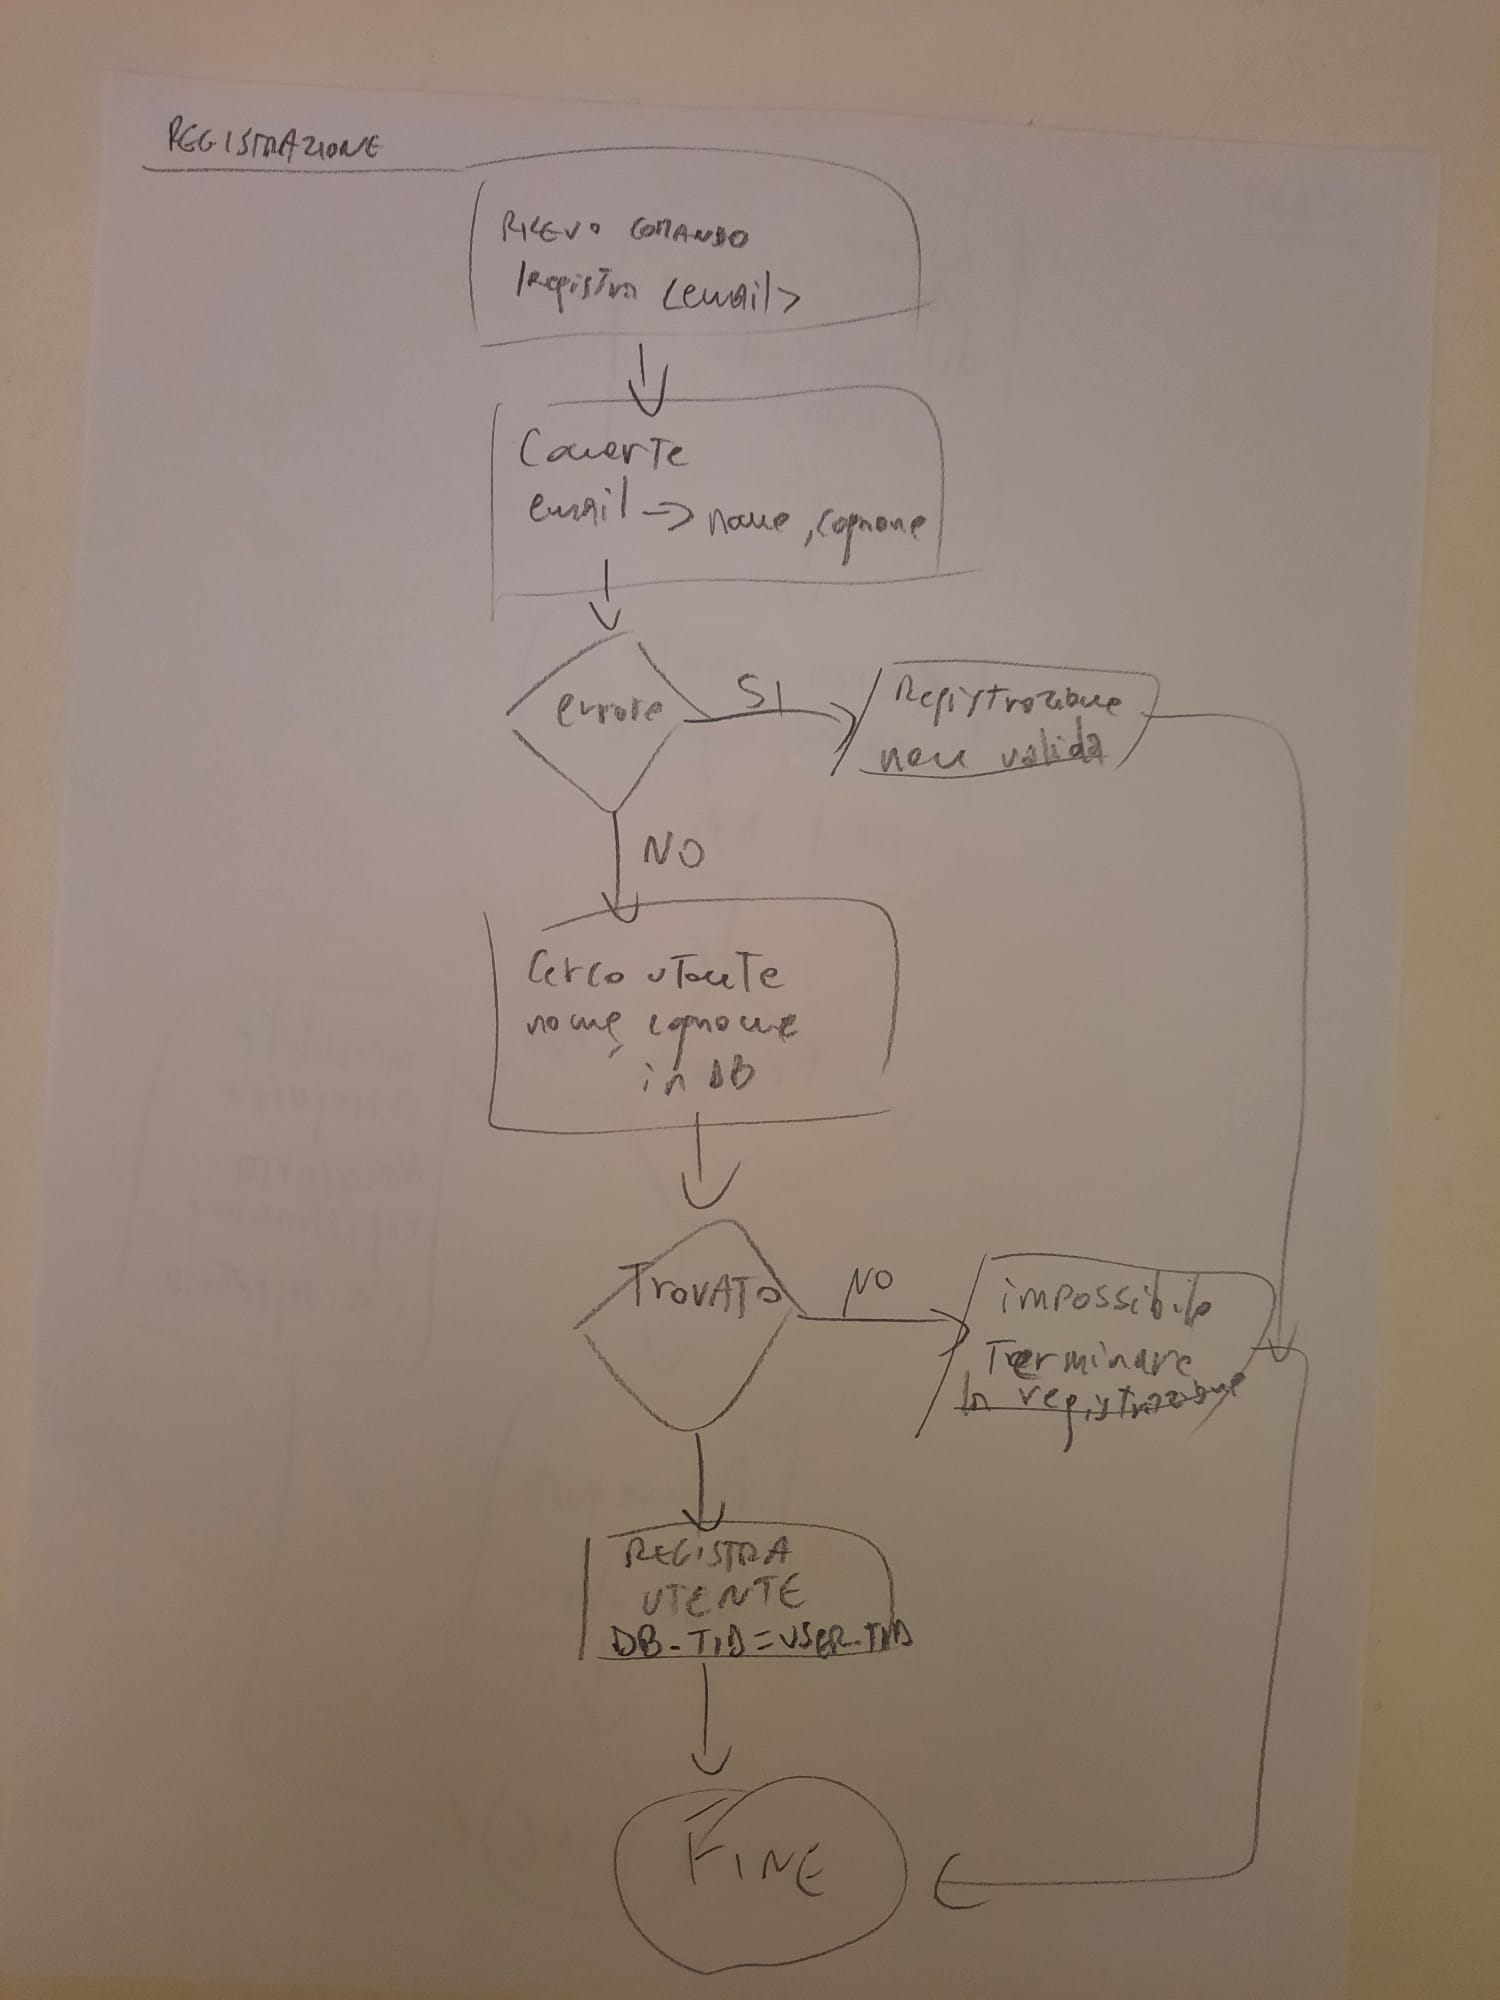 REGISTRAZIONE
RICEVO COMANDO
/Registra <email>
Converte
email -> nome, cognome
errore
SI
Registrazione
non valida
NO
Cerco utente
nome, cognome
in DB
TROVATO
NO
impossibile
Terminare
la registrazione
REGISTRA
UTENTE
DB-TID = USER-TID
FINE